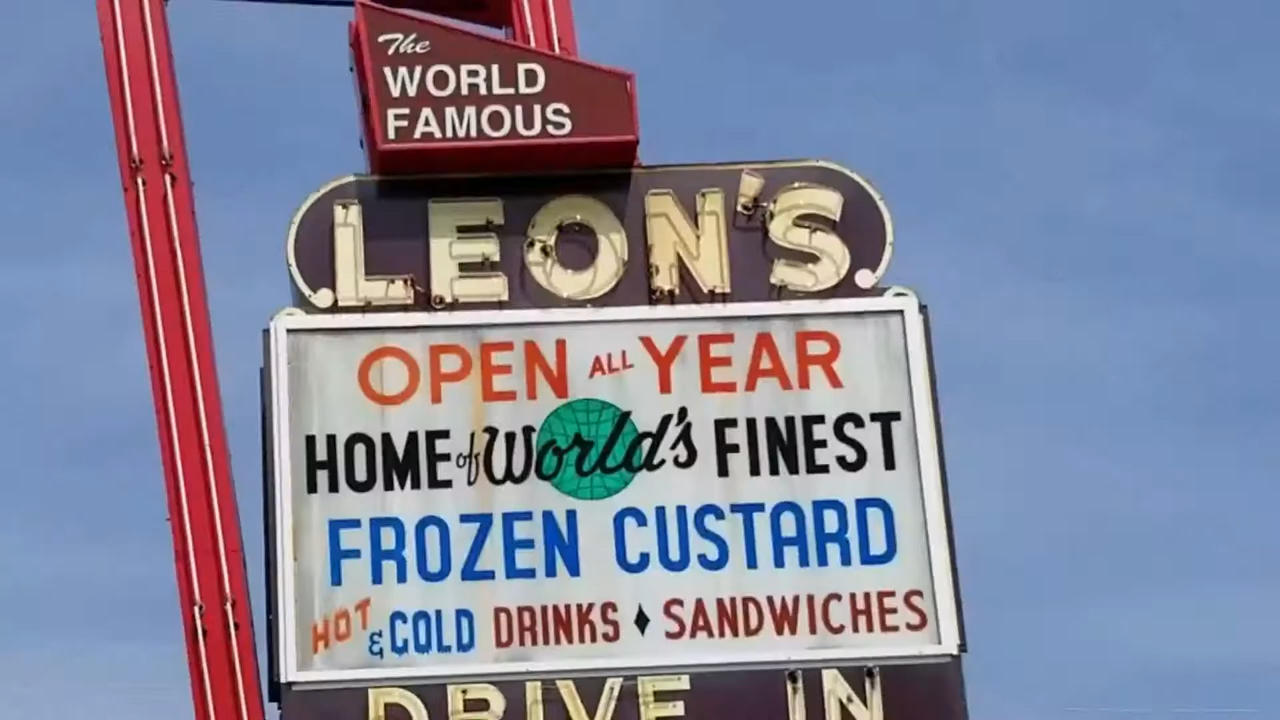 The
WORLD
FAMOUS
LEON'S
OPEN ALL YEAR
HOME of World's FINEST
FROZEN CUSTARD
HOT & COLD DRINKS ♦ SANDWICHES
DRIVE IN